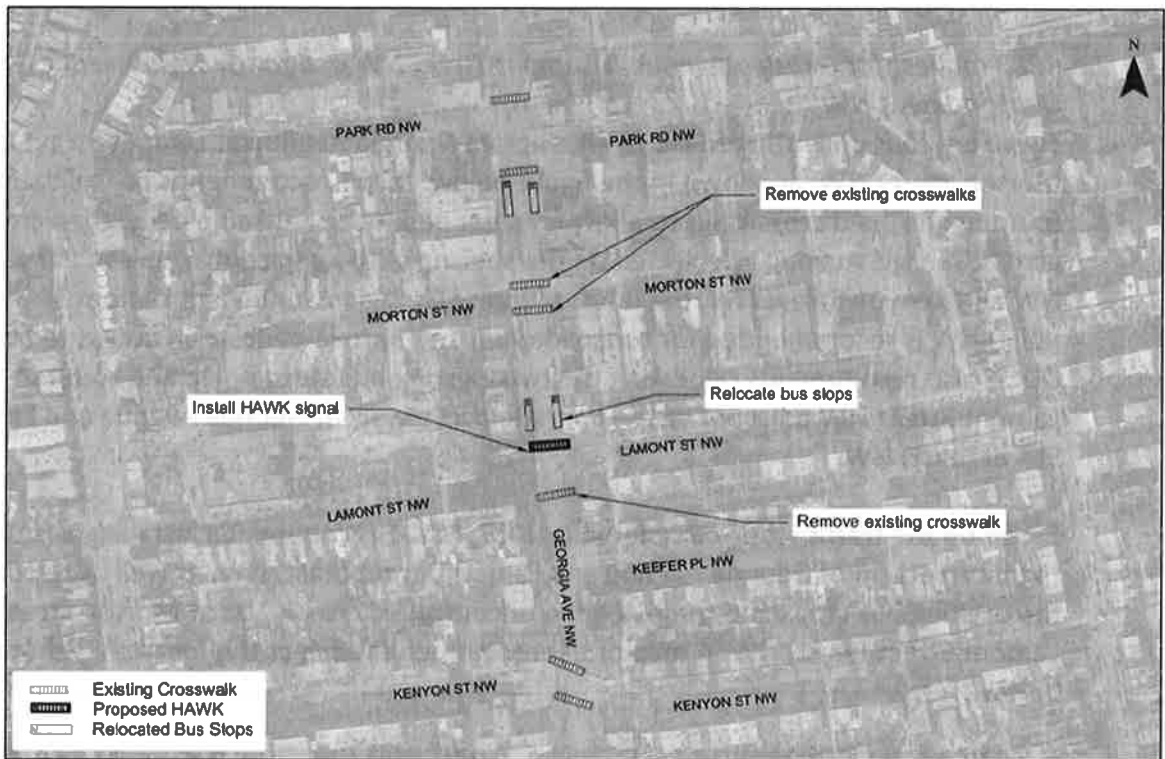 N
PARK RD NW
PARK RD NW
Remove existing crosswalks
MORTON ST NW
MORTON ST NW
Install HAWK signal
Relocate bus stops
LAMONT ST NW
LAMONT ST NW
Remove existing crosswalk
GEORGIA AVE NW
KEEFER PL NW
KENYON ST NW
KENYON ST NW
Existing Crosswalk
Proposed HAWK
Relocated Bus Stops